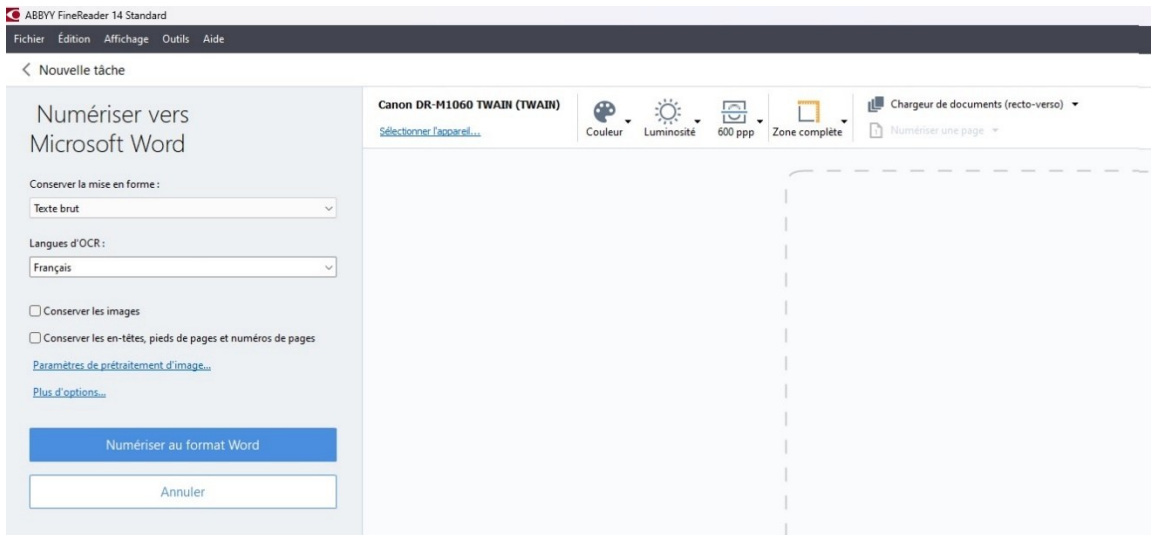 ABBYY FineReader 14 Standard
Fichier Édition Affichage Outils Aide
Nouvelle tâche
Numériser vers
Microsoft Word
Conserver la mise en forme :
Texte brut
Langues d'OCR :
Français
Conserver les images
Conserver les en-têtes, pieds de pages et numéros de pages
Paramètres de prétraitement d'image...
Plus d'options...
Numériser au format Word
Annuler
Canon DR-M1060 TWAIN (TWAIN)
Sélectionner l'appareil...
Couleur
Luminosité
600 ppp
Zone complète
Chargeur de documents (recto-verso)
Numériser une page